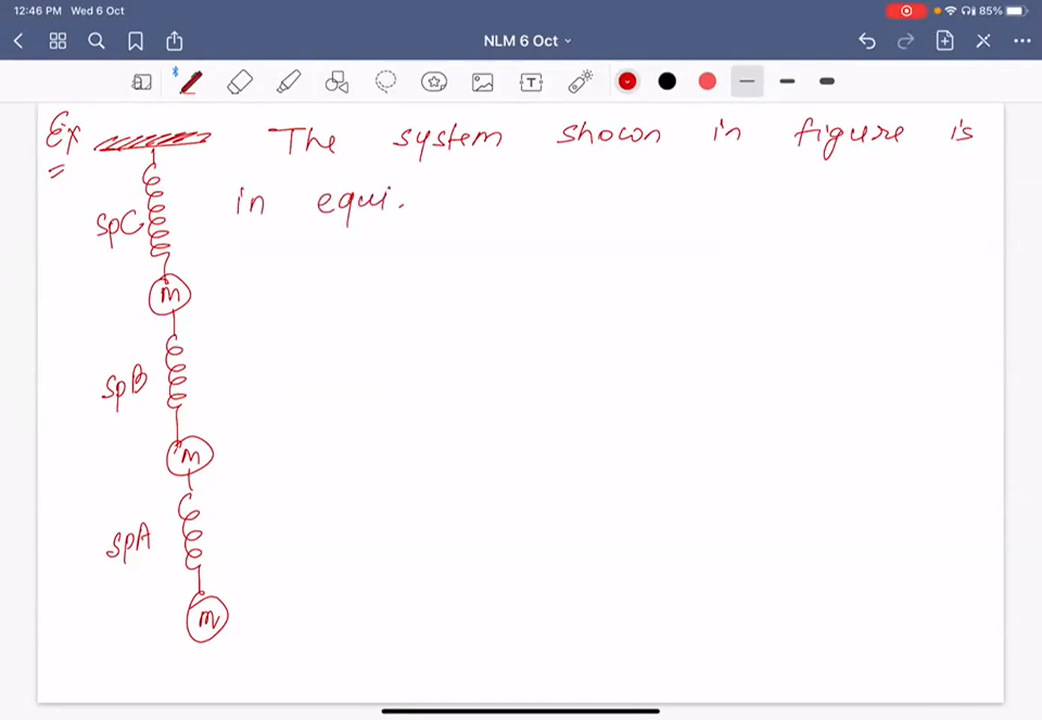 12:46 PM Wed 6 Oct
85%
NLM 6 Oct
T
Ex The system shown in figure is
in equi.
SpC
m
SpB
m
SpA
m